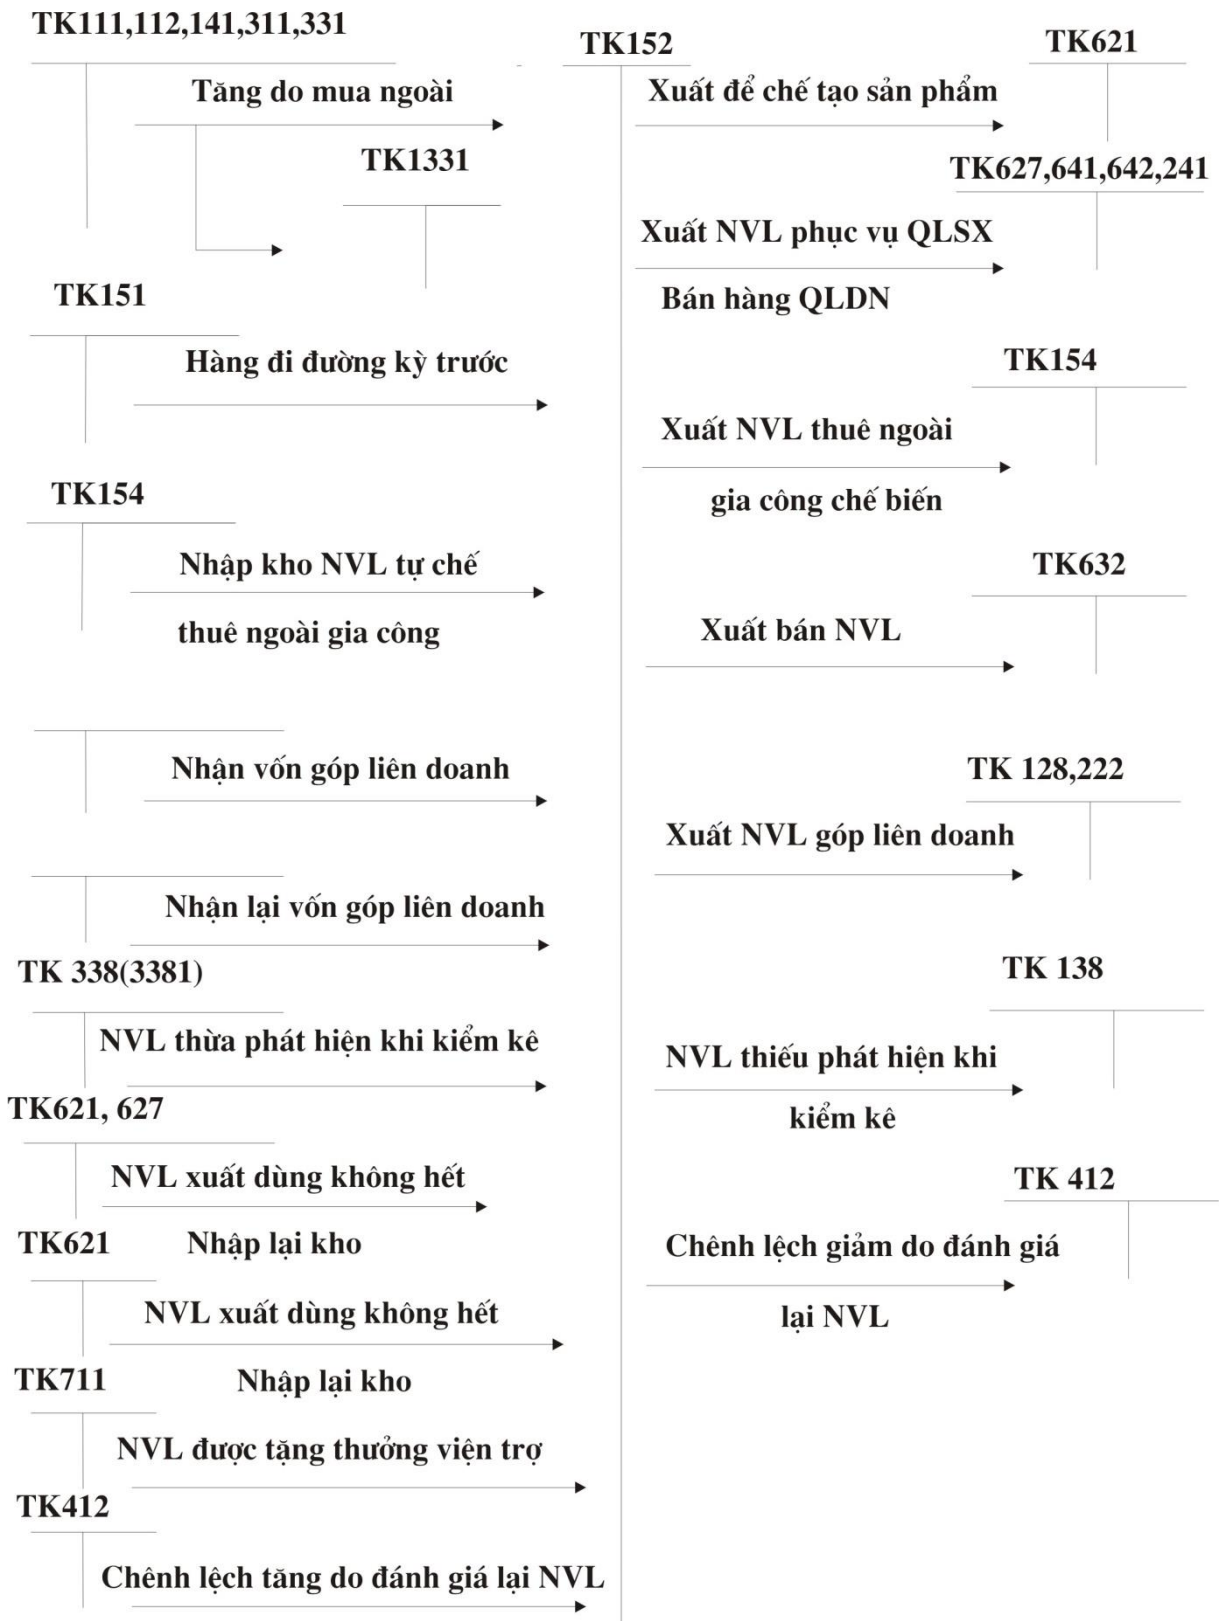 TK111,112,141,311,331
TK152
TK621
Tăng do mua ngoài
Xuất để chế tạo sản phẩm
TK1331
TK627,641,642,241
Xuất NVL phục vụ QLSX
Bán hàng QLDN
TK151
Hàng đi đường kỳ trước
TK154
Xuất NVL thuê ngoài
gia công chế biến
TK154
Nhập kho NVL tự chế
thuê ngoài gia công
TK632
Xuất bán NVL
Nhận vốn góp liên doanh
TK 128,222
Xuất NVL góp liên doanh
Nhận lại vốn góp liên doanh
TK 338(3381)
TK 138
NVL thừa phát hiện khi kiểm kê
NVL thiếu phát hiện khi
kiểm kê
TK621, 627
NVL xuất dùng không hết
Nhập lại kho
TK 412
Chênh lệch giảm do đánh giá
lại NVL
TK621
NVL xuất dùng không hết
Nhập lại kho
TK711
NVL được tặng thưởng viện trợ
TK412
Chênh lệch tăng do đánh giá lại NVL